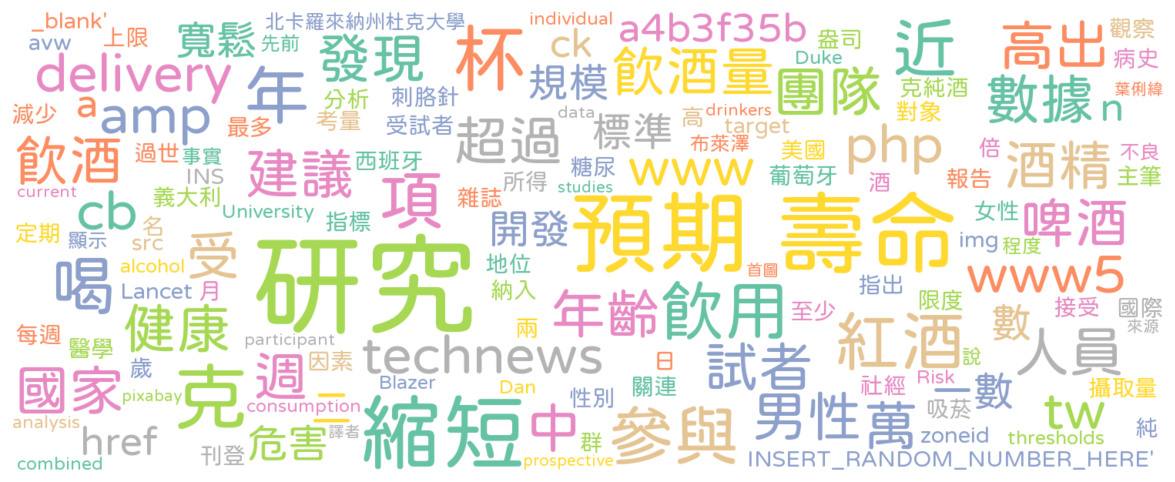 _blank' 北卡羅來納州杜克大學 individual a4b3f35b 盎司 近 高出 觀察
avw 上限 寬鬆 先前 發現 杯 ck 飲酒量 Duke 病史
delivery 年 規模 團隊 克純酒 數據 n 葉俐緯
減少 a amp 分析 刺胳針 data drinkers 對象
最多 考量 受試者 超過 標準 高 target php
飲酒 過世 事實 建議 西班牙 糖尿 www 布萊澤 美國 倍 酒精 不良
current INS 項 所得 studies 葡萄牙 酒 報告 主筆
cb 義大利 University 指標 雜誌 預期 壽命 女性 啤酒
定期 顯示 名 src 受 開發 img 程度
喝 alcohol 研究 地位 首圖 指出 www5
Lancet 月 納入 年齡 飲用 至少 限度 接受 國際
每週 健康 participant 兩 紅酒 數 來源
醫學 因素 technews 日 說 人員
歲 週 Blazer Dan 試者 社經 Risk 一數 攝取量
國家 pixabay 克 consumption 性別 關連 吸菸 tw
analysis 二 譯者 縮短 中 參與 男性 萬 純
href 刊登 危害 群 zoneid thresholds
combined prospective INSERT_RANDOM_NUMBER_HERE'